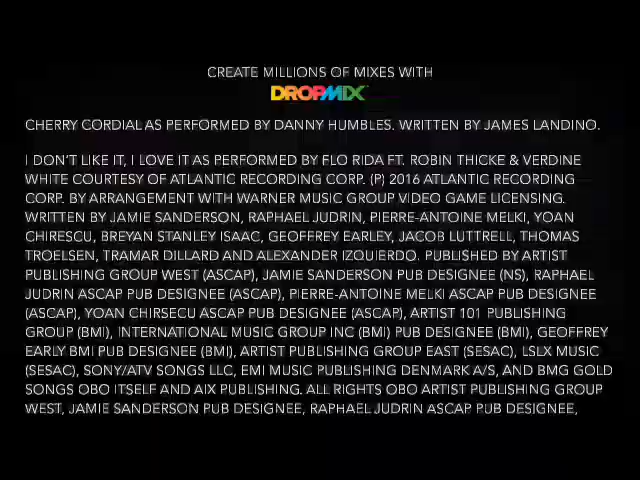 CREATE MILLIONS OF MIXES WITH
DROPMIX™
CHERRY CORDIAL AS PERFORMED BY DANNY HUMBLES. WRITTEN BY JAMES LANDINO.
I DON'T LIKE IT, I LOVE IT AS PERFORMED BY FLO RIDA FT. ROBIN THICKE & VERDINE
WHITE COURTESY OF ATLANTIC RECORDING CORP. (P) 2016 ATLANTIC RECORDING
CORP. BY ARRANGEMENT WITH WARNER MUSIC GROUP VIDEO GAME LICENSING.
WRITTEN BY JAMIE SANDERSON, RAPHAEL JUDRIN, PIERRE-ANTOINE MELKI, YOAN
CHIRESCU, BREYAN STANLEY ISAAC, GEOFFREY EARLEY, JACOB LUTTRELL, THOMAS
TROELSEN, TRAMAR DILLARD AND ALEXANDER IZQUIERDO. PUBLISHED BY ARTIST
PUBLISHING GROUP WEST (ASCAP), JAMIE SANDERSON PUB DESIGNEE (NS), RAPHAEL
JUDRIN ASCAP PUB DESIGNEE (ASCAP), PIERRE-ANTOINE MELKI ASCAP PUB DESIGNEE
(ASCAP), YOAN CHIRSECU ASCAP PUB DESIGNEE (ASCAP), ARTIST 101 PUBLISHING
GROUP (BMI), INTERNATIONAL MUSIC GROUP INC (BMI) PUB DESIGNEE (BMI), GEOFFREY
EARLY BMI PUB DESIGNEE (BMI), ARTIST PUBLISHING GROUP EAST (SESAC), LSLX MUSIC
(SESAC), SONY/ATV SONGS LLC, EMI MUSIC PUBLISHING DENMARK A/S, AND BMG GOLD
SONGS OBO ITSELF AND AIX PUBLISHING. ALL RIGHTS OBO ARTIST PUBLISHING GROUP
WEST, JAMIE SANDERSON PUB DESIGNEE, RAPHAEL JUDRIN ASCAP PUB DESIGNEE,